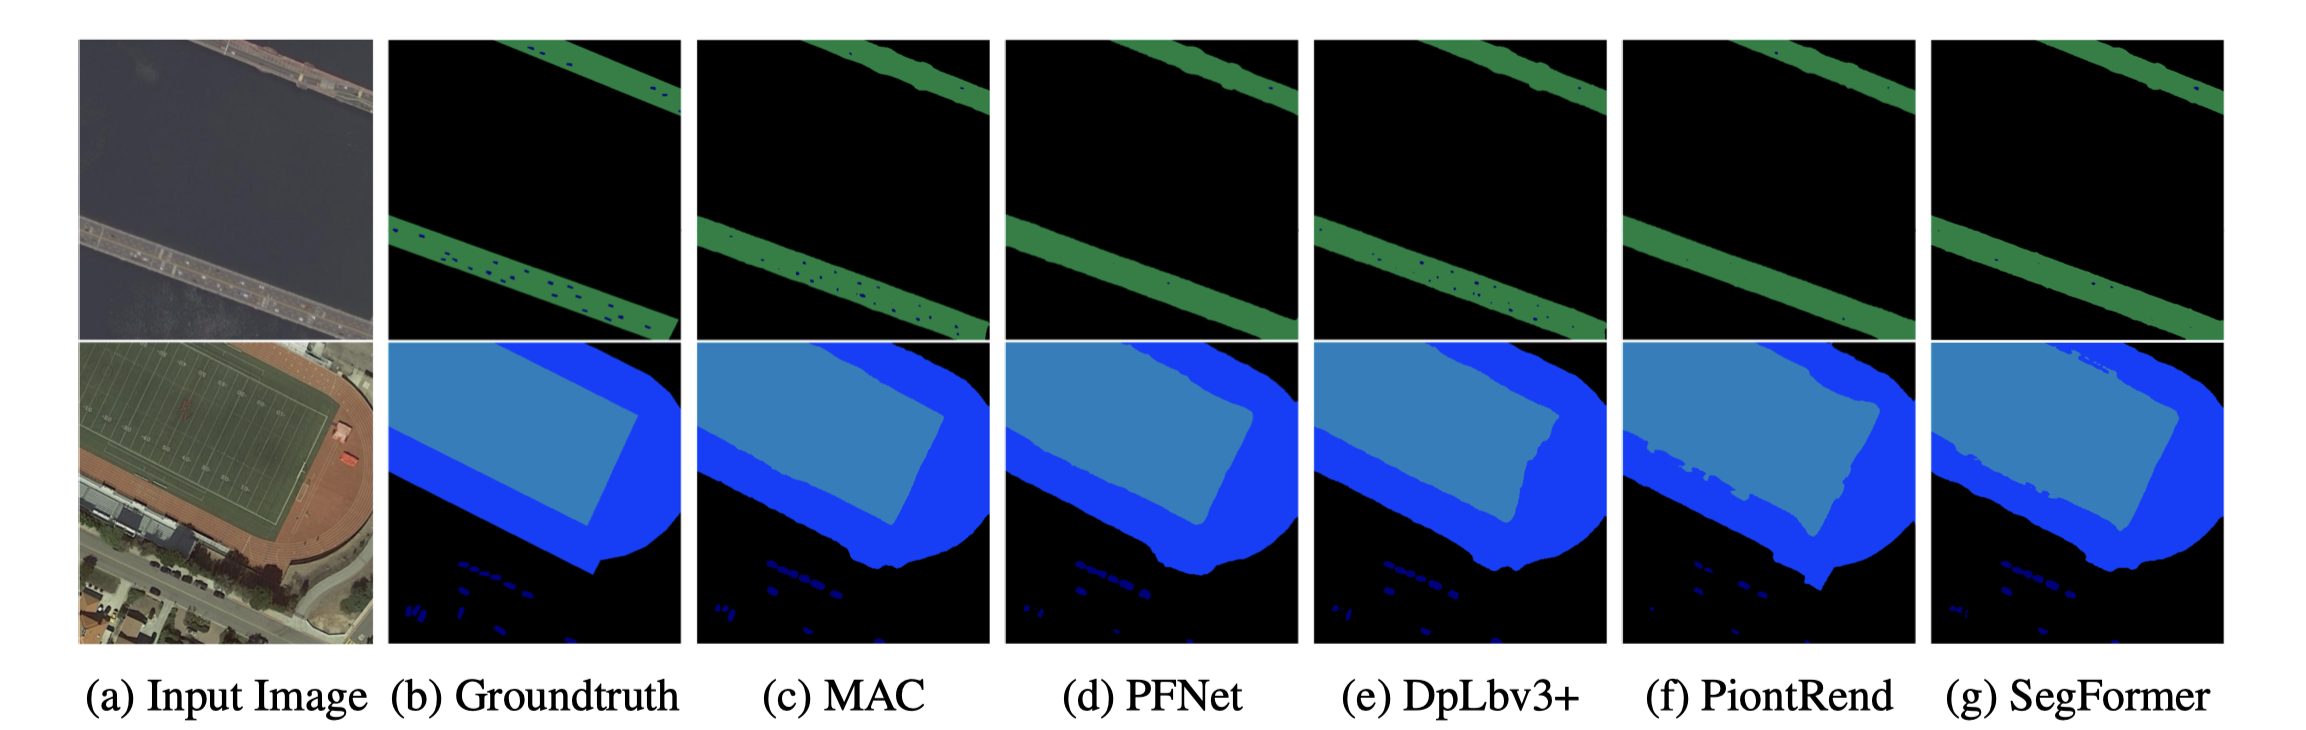 (a) Input Image (b) Groundtruth (c) MAC (d) PFNet (e) DpLbv3+ (f) PiontRend (g) SegFormer